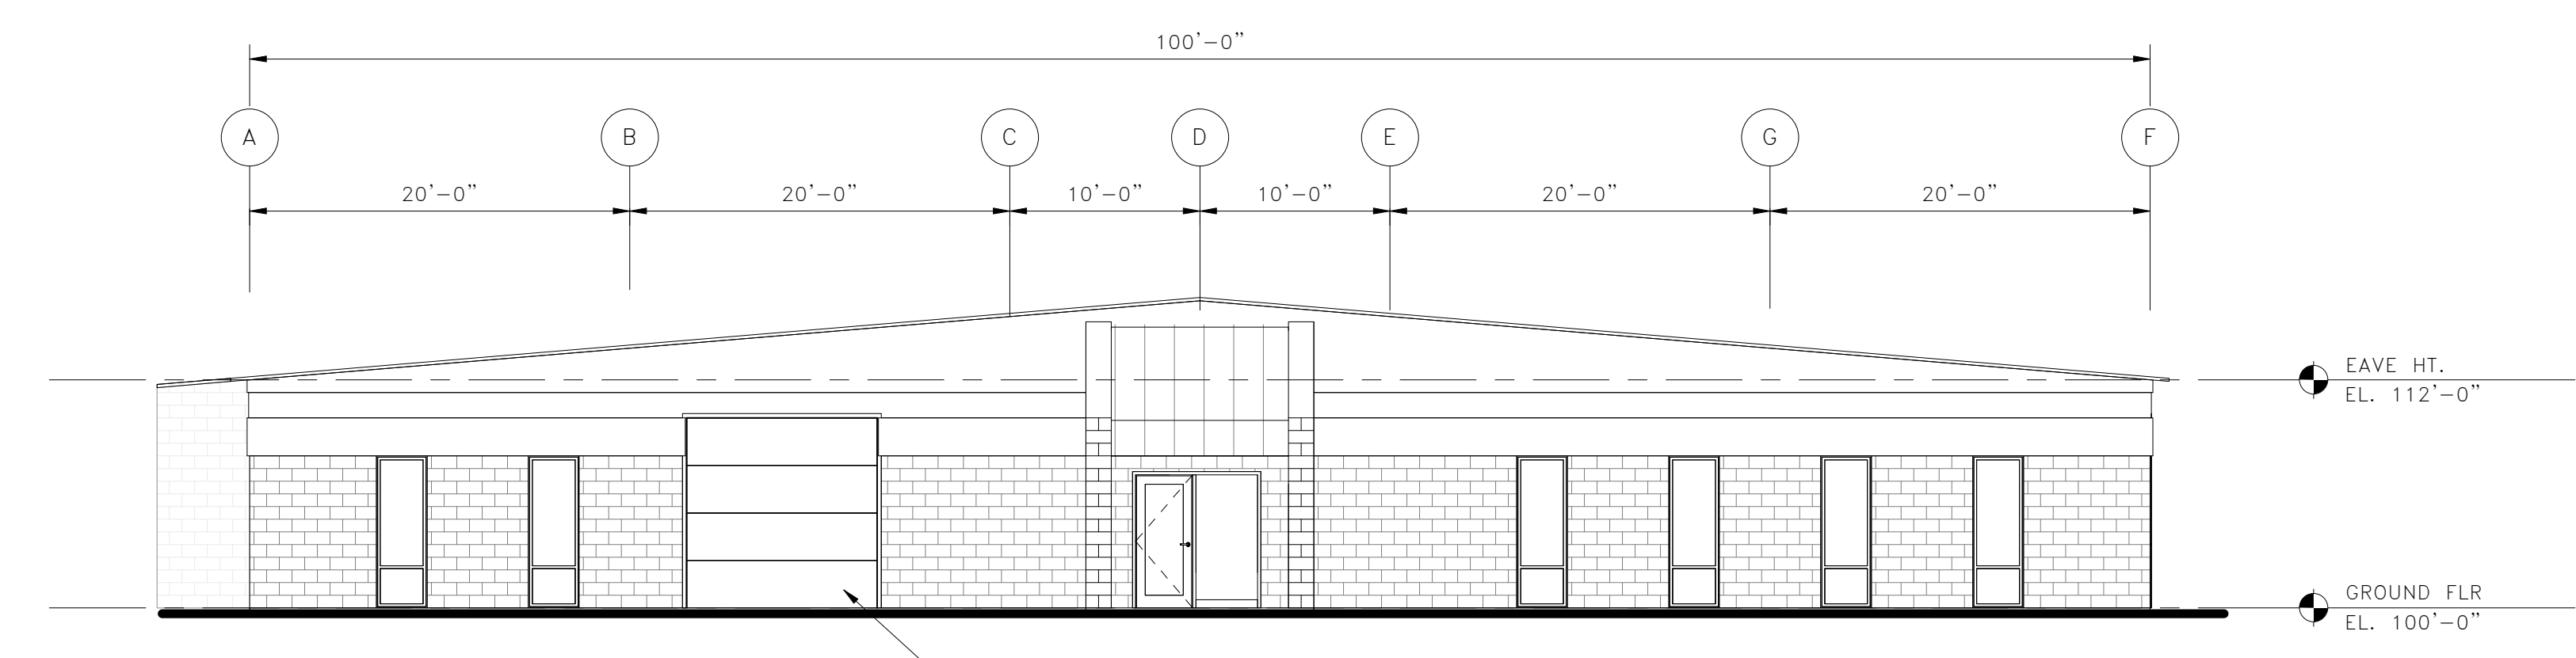 100'-0"
A
B
C
D
E
G
F
20'-0"
20'-0"
10'-0"
10'-0"
20'-0"
20'-0"
EAVE HT.
EL. 112'-0"
GROUND FLR
EL. 100'-0"